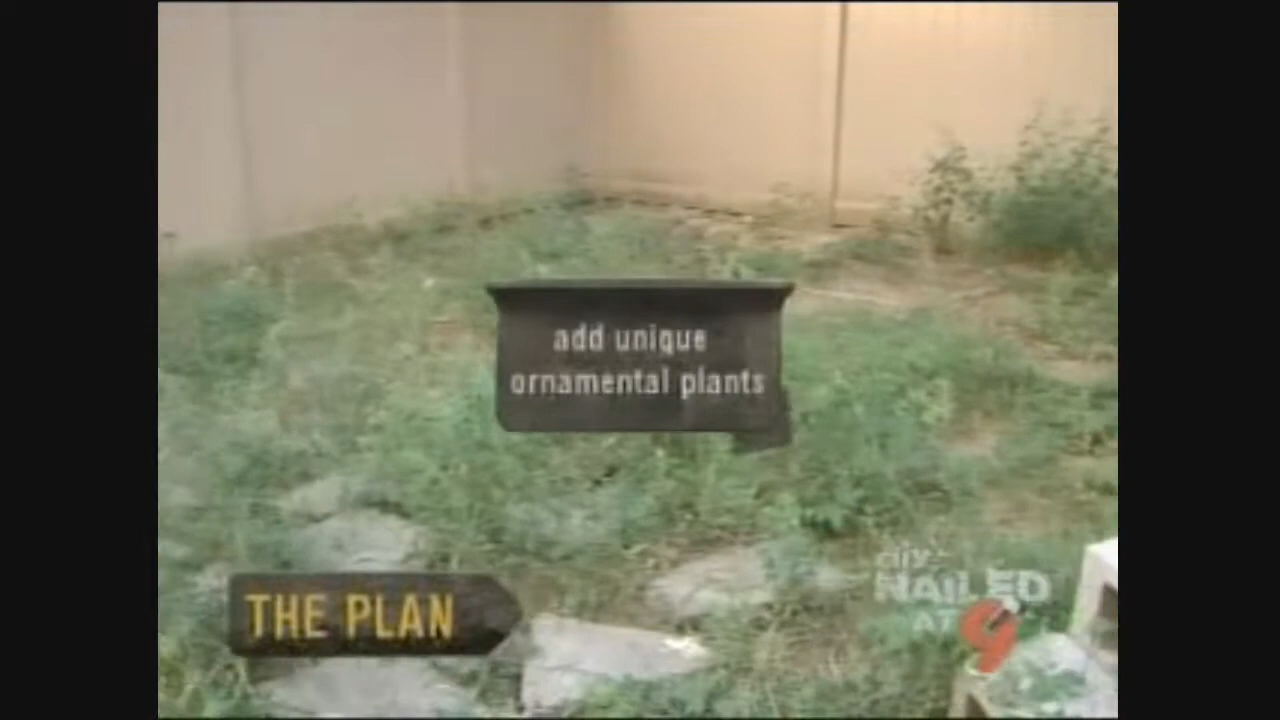 add unique
ornamental plants
THE PLAN
diy
NAILED
AT 9